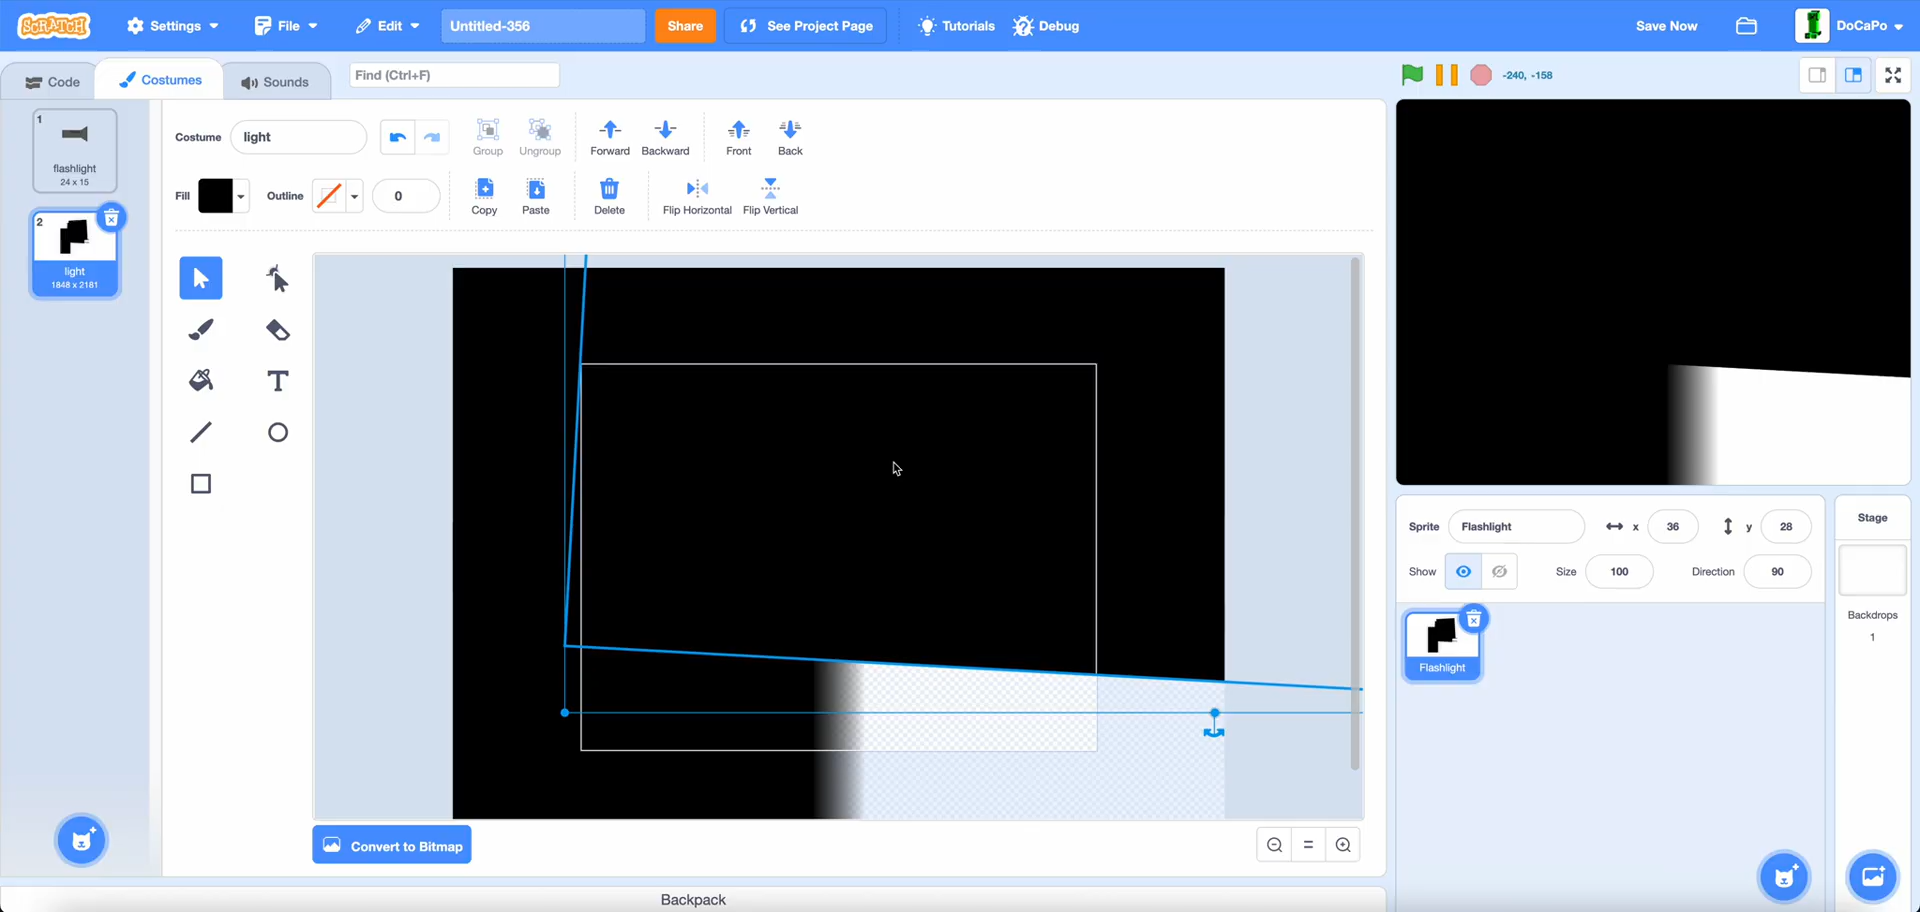 SCRATCH
Settings
File
Edit
Untitled-356
Share
See Project Page
Tutorials
Debug
Save Now
DoCaPo
Code
Costumes
Sounds
Find (Ctrl+F)
-240, -158
1
flashlight
24 x 15
2
light
1848 x 2181
Costume
light
Group
Ungroup
Forward
Backward
Front
Back
Fill
Outline
0
Copy
Paste
Delete
Flip Horizontal
Flip Vertical
Convert to Bitmap
Backpack
Sprite
Flashlight
x
36
y
28
Show
Size
100
Direction
90
Flashlight
Stage
Backdrops
1